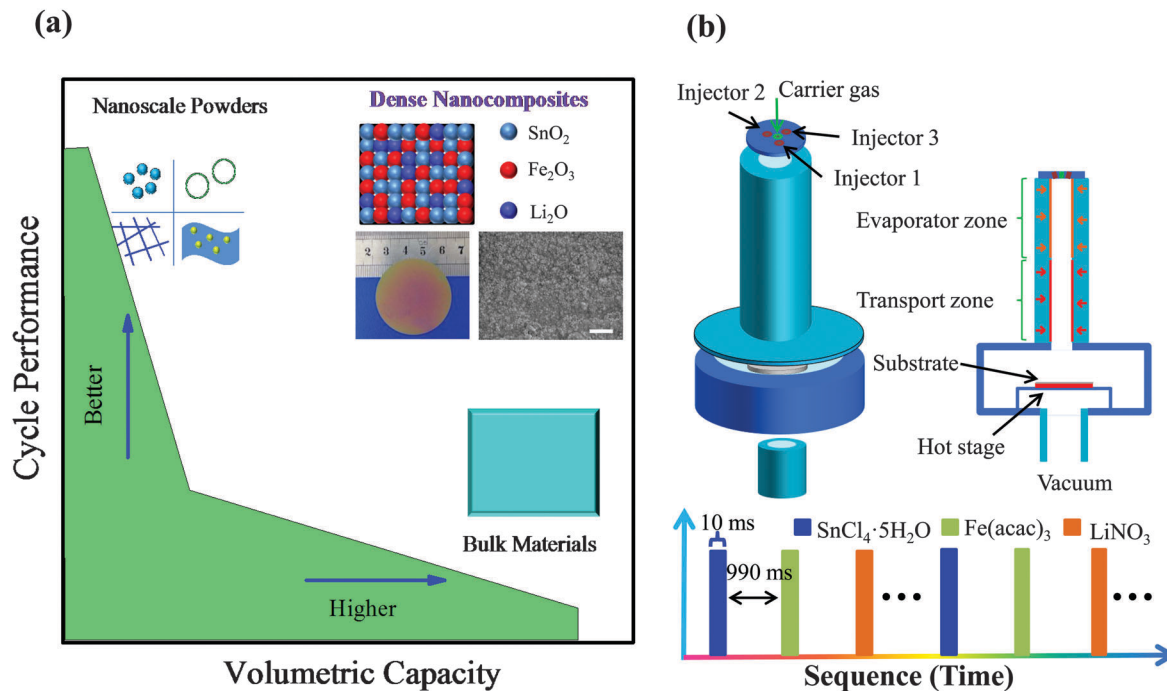 (a)
Nanoscale Powders
Dense Nanocomposites
SnO₂
Fe₂O₃
Li₂O
2 3 4 5 6 7
Cycle Performance
Better
Bulk Materials
Higher
Volumetric Capacity
(b)
Injector 2
Carrier gas
Injector 3
Injector 1
Evaporator zone
Transport zone
Substrate
Hot stage
Vacuum
10 ms
SnCl₄·5H₂O
Fe(acac)₃
LiNO₃
990 ms
•••
•••
Sequence (Time)